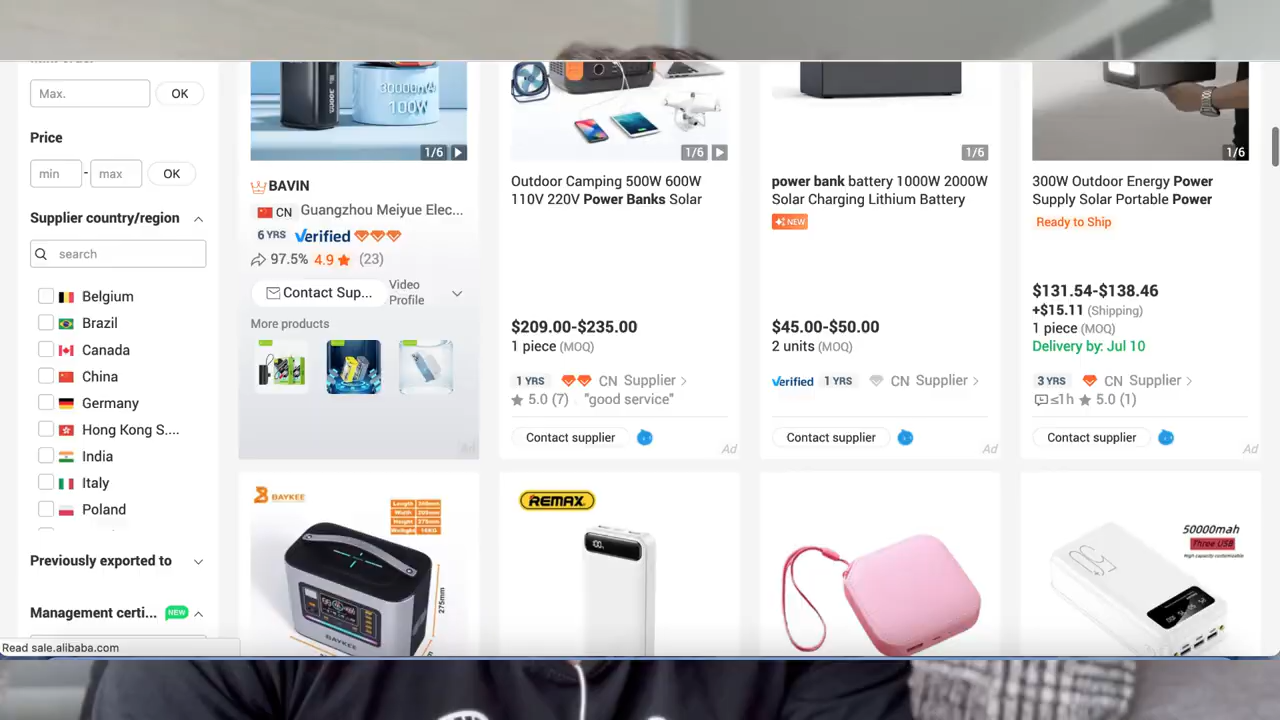 Max.
OK
Price
min
-
max
OK
Supplier country/region
search
Belgium
Brazil
Canada
China
Germany
Hong Kong S....
India
Italy
Poland
Previously exported to
Management certi...
NEW
Read sale.alibaba.com
30000mAh
100W
1/6
BAVIN
CN Guangzhou Meiyue Elec...
6 YRS Verified
97.5% 4.9 (23)
Contact Sup...
Video
Profile
More products
Ad
1/6
Outdoor Camping 500W 600W
110V 220V Power Banks Solar
$209.00-$235.00
1 piece (MOQ)
1 YRS CN Supplier >
5.0 (7) "good service"
Contact supplier
Ad
1/6
power bank battery 1000W 2000W
Solar Charging Lithium Battery
NEW
$45.00-$50.00
2 units (MOQ)
Verified 1 YRS CN Supplier >
Contact supplier
Ad
1/6
300W Outdoor Energy Power
Supply Solar Portable Power
Ready to Ship
$131.54-$138.46
+$15.11 (Shipping)
1 piece (MOQ)
Delivery by: Jul 10
3 YRS CN Supplier >
≤1h 5.0 (1)
Contact supplier
Ad
BAYKEE
275mm
BAYKEE
REMAX
50000mah
Three USB
High capacity customizable
50